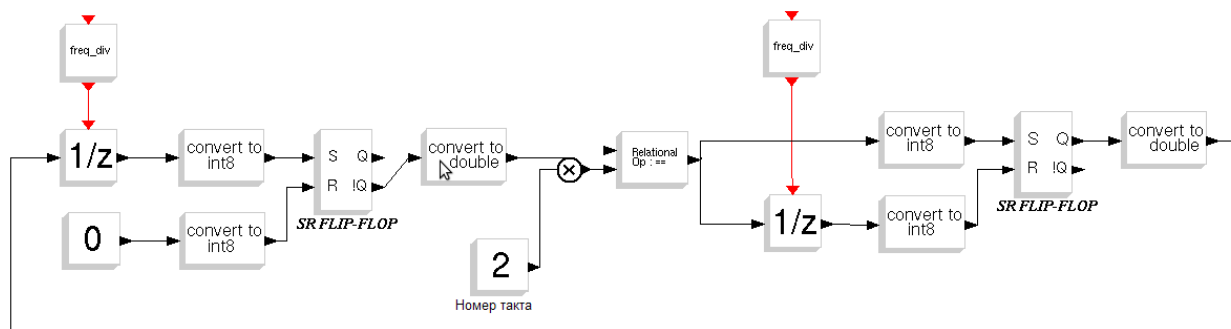 freq_div
freq_div
1/z
convert to
int8
S Q
R !Q
SR FLIP-FLOP
convert to
double
Relational
Op : ==
convert to
int8
S Q
R !Q
SR FLIP-FLOP
convert to
double
0
convert to
int8
2
Номер такта
1/z
convert to
int8